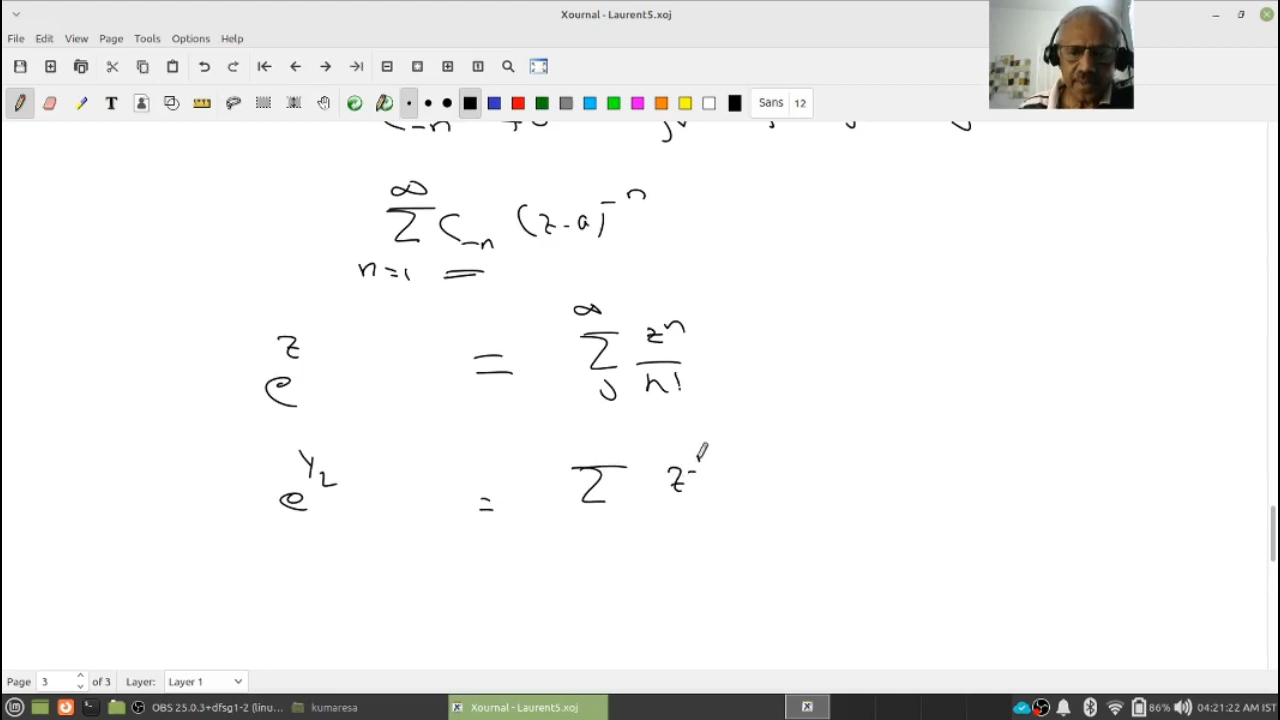 Xournal - Laurent5.xoj
File Edit View Page Tools Options Help
Sans 12
∞
Σ C_{-n} (z-a)^{-n}
n=1
e^z = ∞ Σ 0 z^n / n!
e^{1/z} = Σ z^-
Page 3 of 3 Layer: Layer 1
OBS 25.0.3+dfsg1-2 (linu... kumaresa Xournal - Laurent5.xoj 86% 04:21:22 AM IST